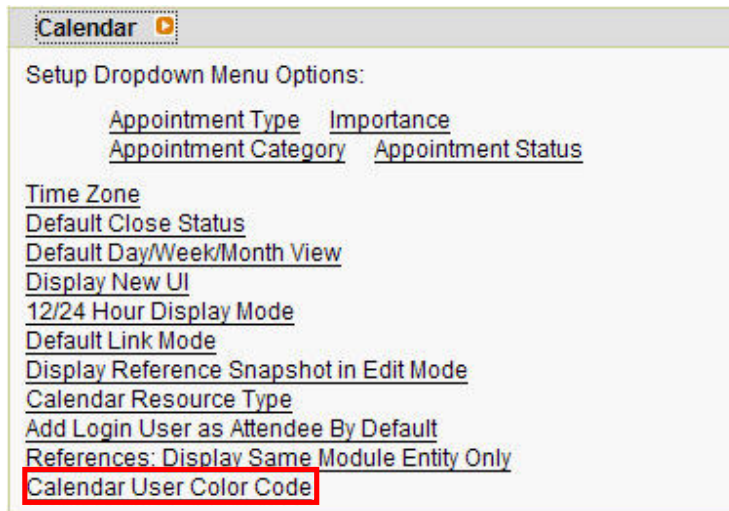 Calendar
Setup Dropdown Menu Options:
Appointment Type Importance
Appointment Category Appointment Status
Time Zone
Default Close Status
Default Day/Week/Month View
Display New UI
12/24 Hour Display Mode
Default Link Mode
Display Reference Snapshot in Edit Mode
Calendar Resource Type
Add Login User as Attendee By Default
References: Display Same Module Entity Only
Calendar User Color Code